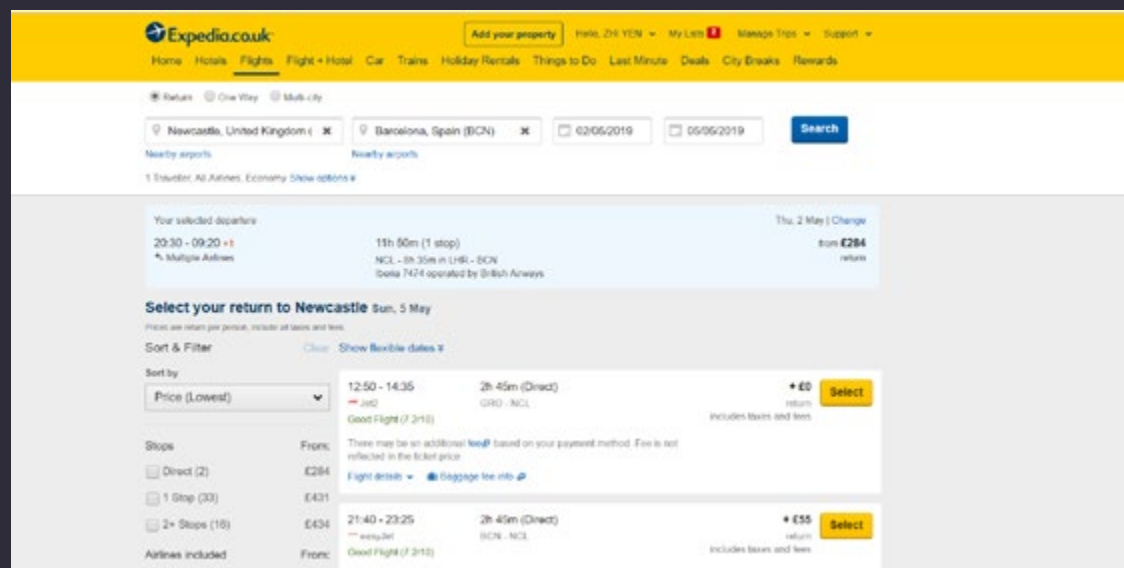 Expedia.co.uk
Add your property Hello, ZHI YEN My Lists Manage Trips Support
Home Hotels Flights Flight + Hotel Car Trains Holiday Rentals Things to Do Last Minute Deals City Breaks Rewards
Return One Way Multi-city
Newcastle, United Kingdom ( Barcelona, Spain (BCN) 02/05/2019 05/05/2019 Search
Nearby airports Nearby airports
1 Traveller, All Airlines, Economy Show options
Your selected departure Thu, 2 May | Change
20:30 - 09:20 +1 11h 50m (1 stop) from £284
Multiple Airlines NCL - 8h 35m in LHR - BCN return
Iberia 7474 operated by British Airways
Select your return to Newcastle Sun, 5 May
Prices are return per person, include all taxes and fees.
Sort & Filter Clear Show flexible dates
Sort by
Price (Lowest)
12:50 - 14:35 2h 45m (Direct) + £0 Select
Jet2 GRO - NCL return
Good Flight (7.2/10) includes taxes and fees
There may be an additional fee based on your payment method. Fee is not
reflected in the ticket price
Flight details Baggage fee info
Stops From:
Direct (2) £284
1 Stop (33) £431
2+ Stops (16) £434
Airlines included From:
21:40 - 23:25 2h 45m (Direct) + £55 Select
easyJet BCN - NCL return
Good Flight (7.2/10) includes taxes and fees